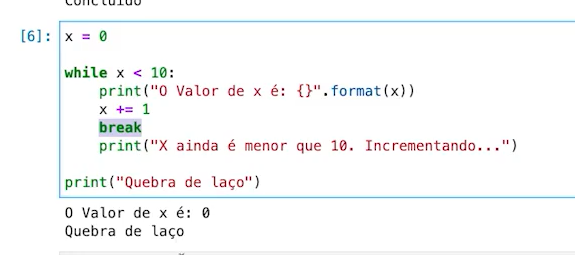 Concluído
[6]: x = 0
while x < 10:
    print("O Valor de x é: {}".format(x))
    x += 1
    break
    print("X ainda é menor que 10. Incrementando...")
print("Quebra de laço")
O Valor de x é: 0
Quebra de laço